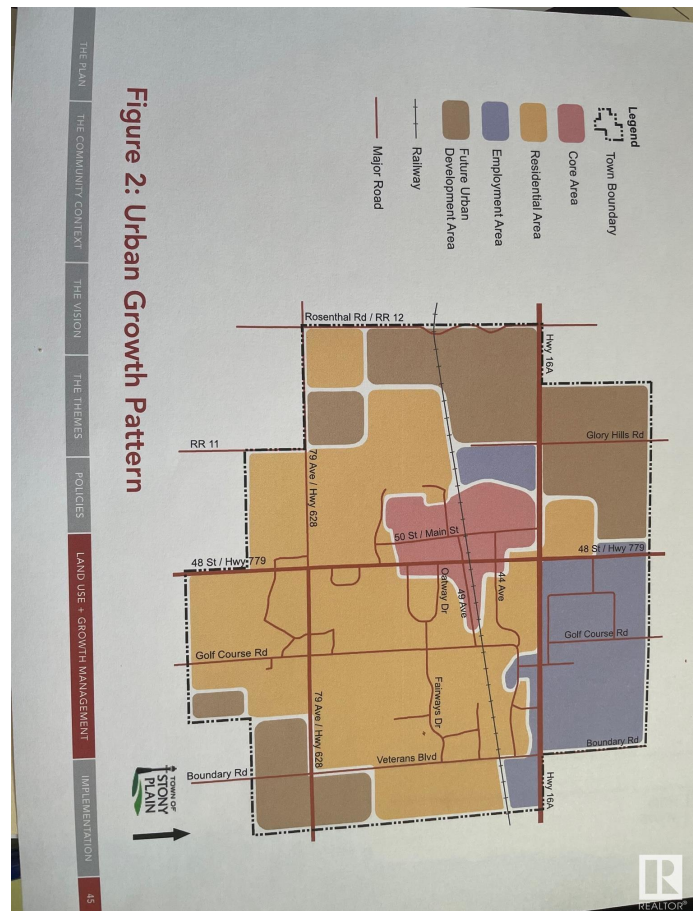 Legend
Town Boundary
Core Area
Residential Area
Employment Area
Future Urban
Development Area
Railway
Major Road
Rosenthal Rd / RR 12
Hwy 16A
Glory Hills Rd
RR 11
79 Ave / Hwy 628
50 St / Main St
48 St / Hwy 779
48 St / Hwy 779
Oatway Dr
49 Ave
44 Ave
Golf Course Rd
Golf Course Rd
Fairways Dr
79 Ave / Hwy 628
Veterans Blvd
Boundary Rd
Boundary Rd
Hwy 16A
Figure 2: Urban Growth Pattern
TOWN OF
STONY
PLAIN
THE PLAN
THE COMMUNITY CONTEXT
THE VISION
THE THEMES
POLICIES
LAND USE + GROWTH MANAGEMENT
IMPLEMENTATION
45
R
REALTOR®